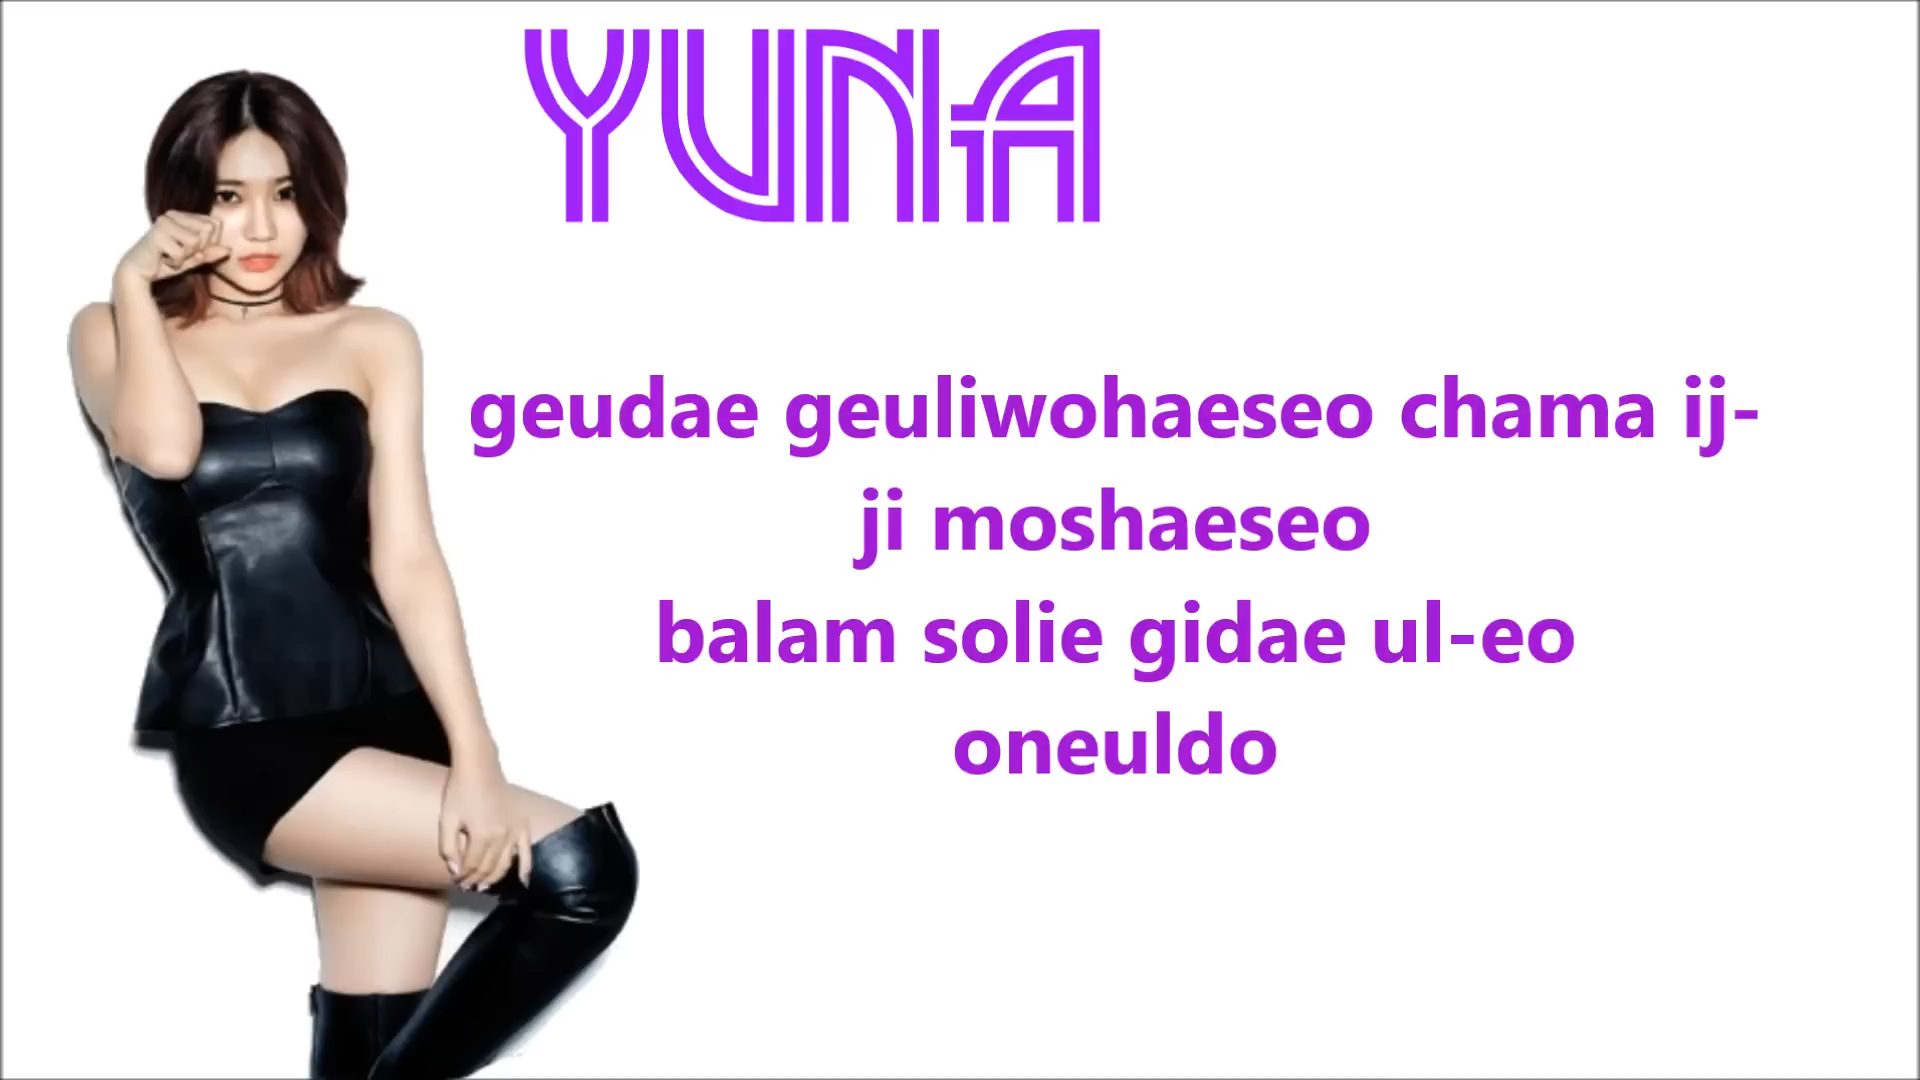 YUNA
geudae geuliwohaeseo chama ij-
ji moshaeseo
balam solie gidae ul-eo
oneuldo